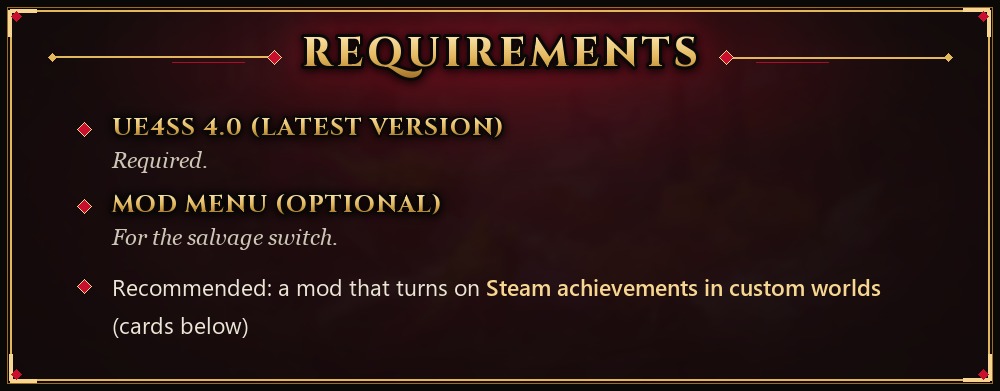 REQUIREMENTS
UE4SS 4.0 (LATEST VERSION)
Required.
MOD MENU (OPTIONAL)
For the salvage switch.
Recommended: a mod that turns on Steam achievements in custom worlds
(cards below)